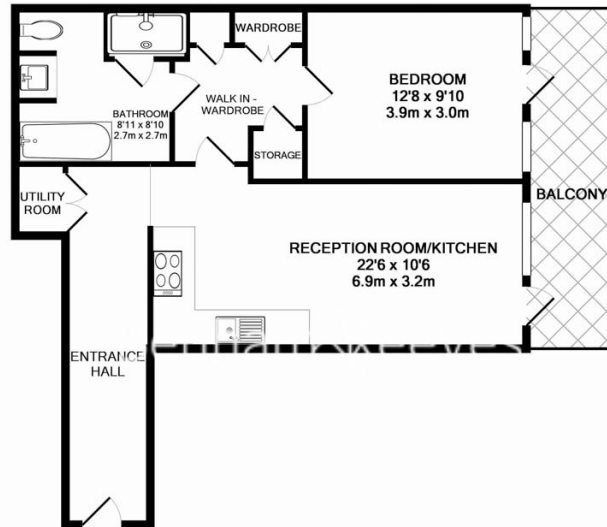 WARDROBE
BEDROOM
12'8 x 9'10
3.9m x 3.0m
BATHROOM
8'11 x 8'10
2.7m x 2.7m
WALK IN -
WARDROBE
STORAGE
UTILITY
ROOM
BALCONY
RECEPTION ROOM/KITCHEN
22'6 x 10'6
6.9m x 3.2m
ENTRANCE
HALL